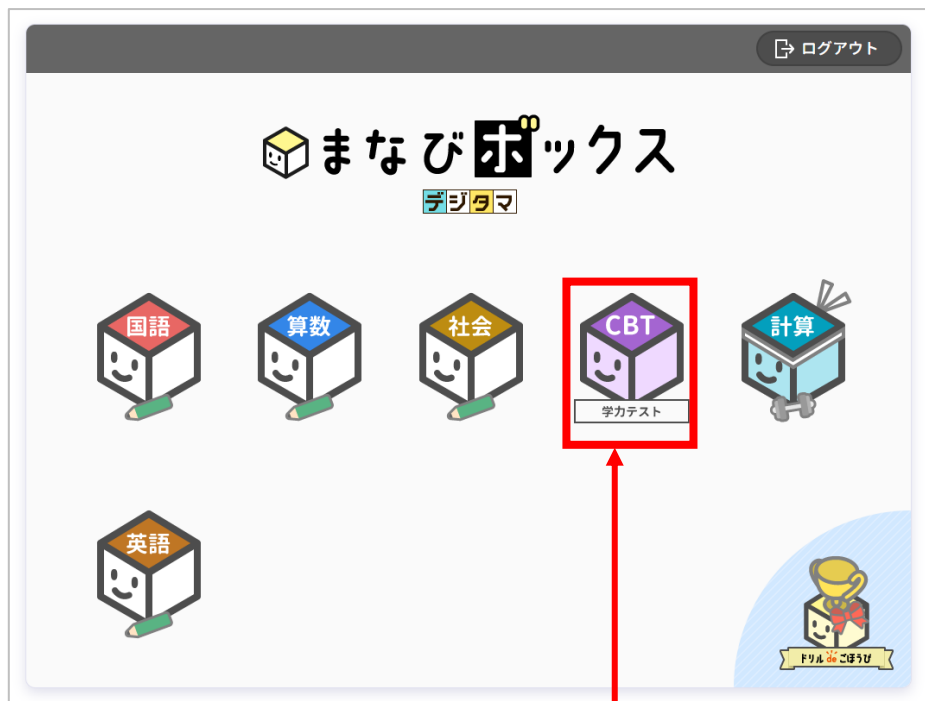 ログアウト
まなびボックス
デジタマ
国語
算数
社会
CBT
計算
学力テスト
英語
ドリル de ごほうび